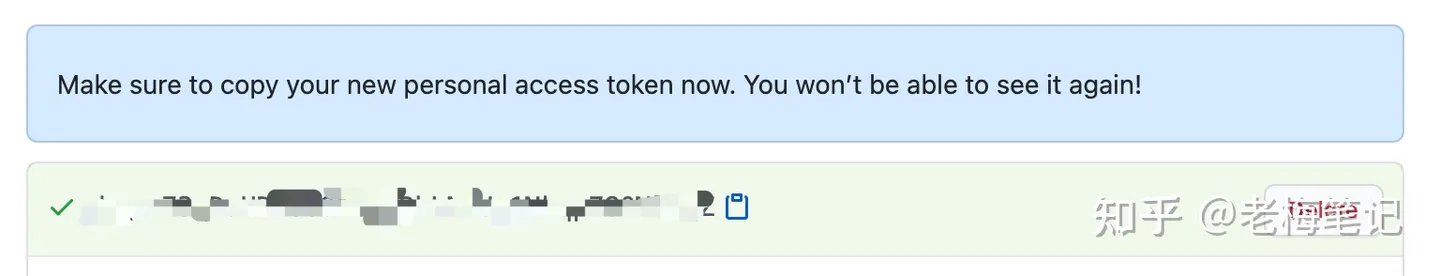 Make sure to copy your new personal access token now. You won’t be able to see it again!
Delete
知乎 @老梅笔记